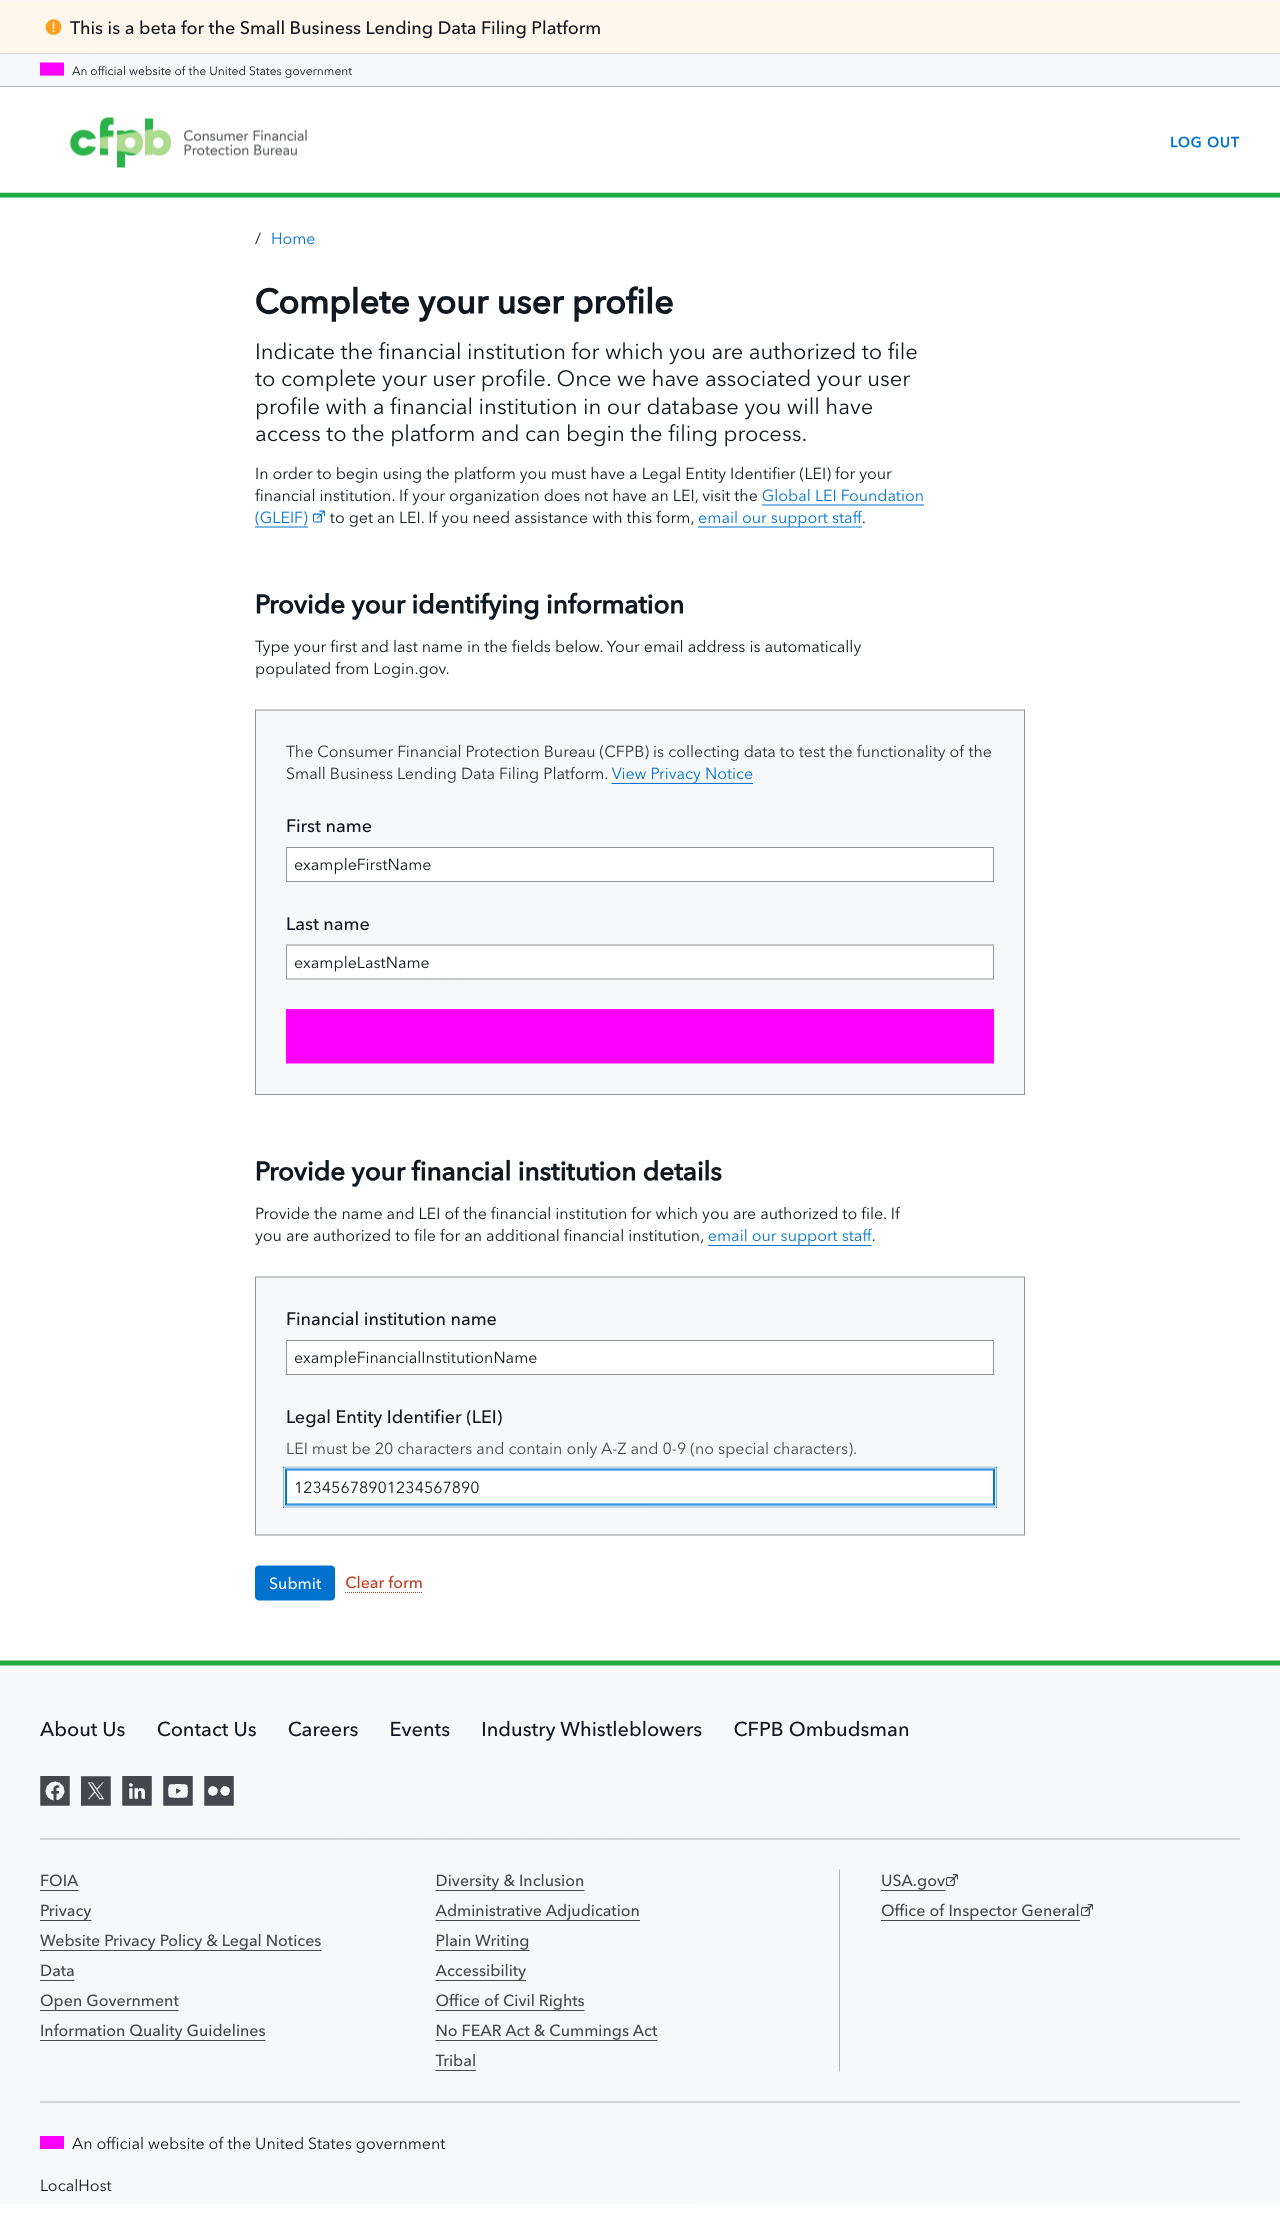 This is a beta for the Small Business Lending Data Filing Platform
An official website of the United States government
cfpb
Consumer Financial
Protection Bureau
LOG OUT
/ Home
Complete your user profile
Indicate the financial institution for which you are authorized to file
to complete your user profile. Once we have associated your user
profile with a financial institution in our database you will have
access to the platform and can begin the filing process.
In order to begin using the platform you must have a Legal Entity Identifier (LEI) for your
financial institution. If your organization does not have an LEI, visit the Global LEI Foundation
(GLEIF) to get an LEI. If you need assistance with this form, email our support staff.
Provide your identifying information
Type your first and last name in the fields below. Your email address is automatically
populated from Login.gov.
The Consumer Financial Protection Bureau (CFPB) is collecting data to test the functionality of the
Small Business Lending Data Filing Platform. View Privacy Notice
First name
exampleFirstName
Last name
exampleLastName
Provide your financial institution details
Provide the name and LEI of the financial institution for which you are authorized to file. If
you are authorized to file for an additional financial institution, email our support staff.
Financial institution name
exampleFinancialInstitutionName
Legal Entity Identifier (LEI)
LEI must be 20 characters and contain only A-Z and 0-9 (no special characters).
12345678901234567890
Submit Clear form
About Us Contact Us Careers Events Industry Whistleblowers CFPB Ombudsman
FOIA
Privacy
Website Privacy Policy & Legal Notices
Data
Open Government
Information Quality Guidelines
Diversity & Inclusion
Administrative Adjudication
Plain Writing
Accessibility
Office of Civil Rights
No FEAR Act & Cummings Act
Tribal
USA.gov
Office of Inspector General
An official website of the United States government
LocalHost